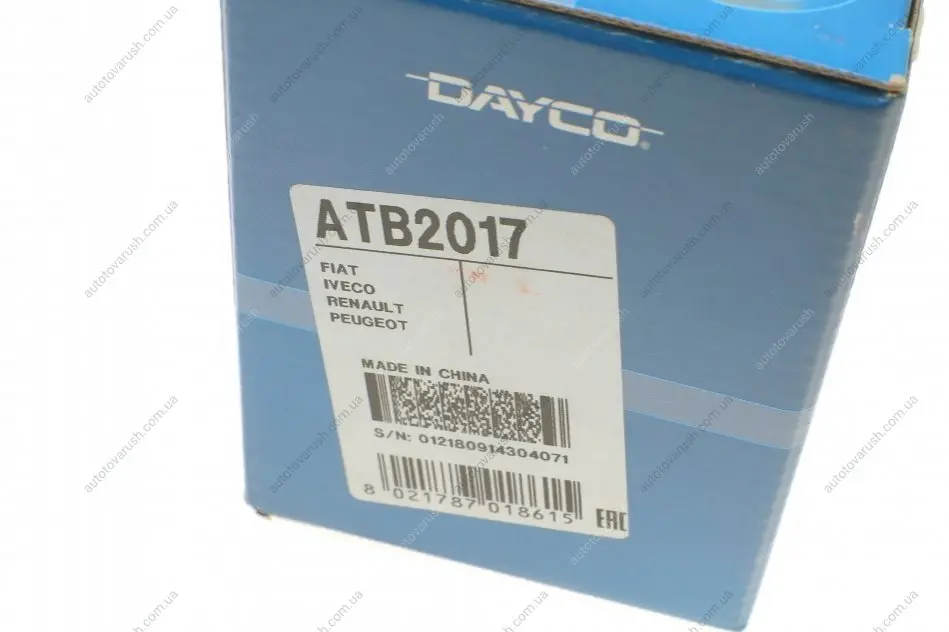 DAYCO®
ATB2017
FIAT
IVECO
RENAULT
PEUGEOT
MADE IN CHINA
S/N: 012180914304071
8 021787 018615
EAC
autotovarush.com.ua